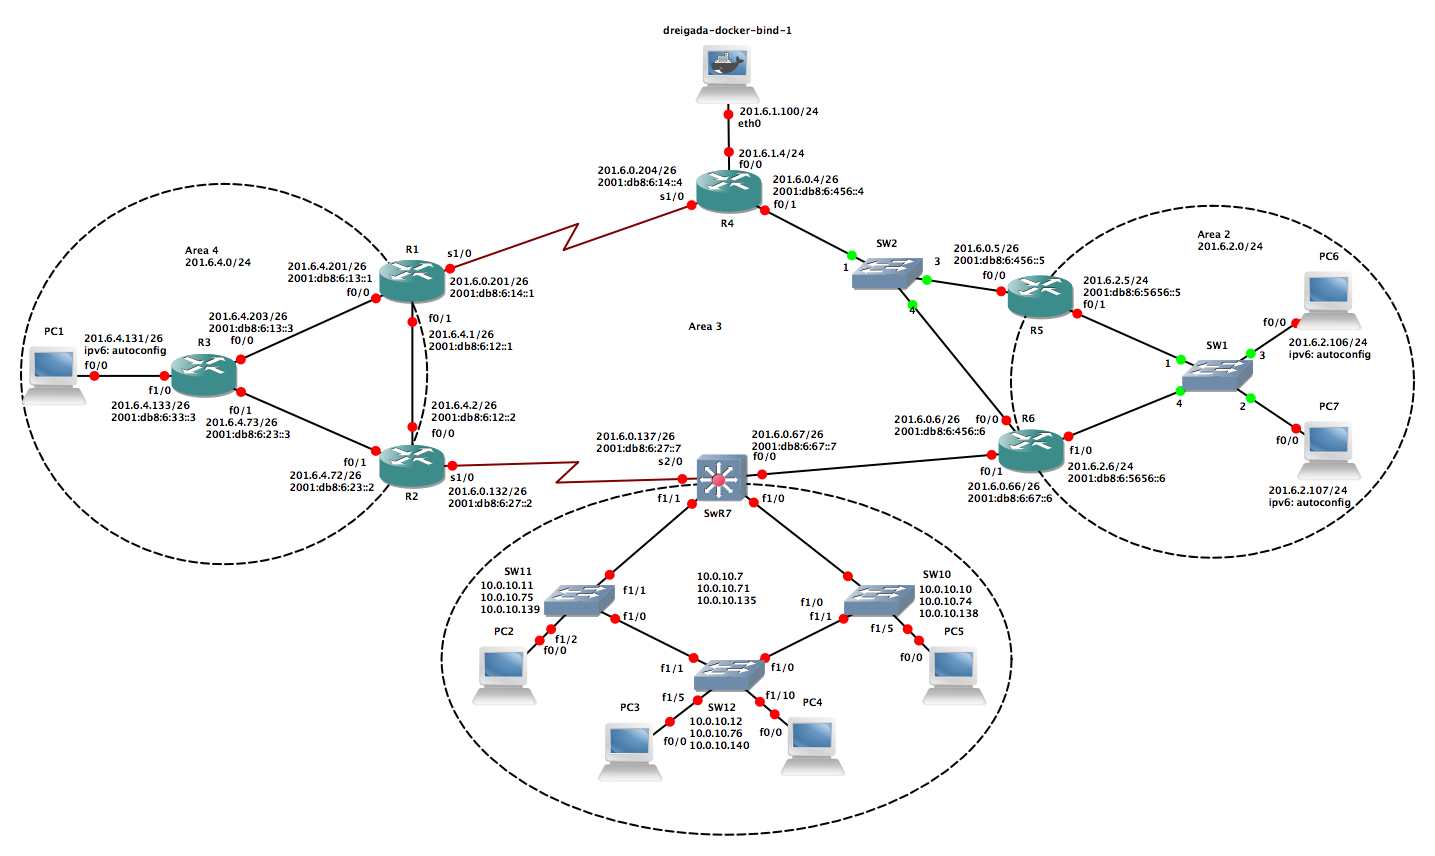 dreigada-docker-bind-1
201.6.1.100/24
eth0
201.6.1.4/24
f0/0
201.6.0.204/26
2001:db8:6:14::4
s1/0
201.6.0.4/26
2001:db8:6:456::4
f0/1
R4
Area 4
201.6.4.0/24
R1
s1/0
201.6.4.201/26
2001:db8:6:13::1
f0/0
201.6.0.201/26
2001:db8:6:14::1
f0/1
201.6.4.1/26
2001:db8:6:12::1
201.6.4.203/26
2001:db8:6:13::3
f0/0
R3
PC1
201.6.4.131/26
ipv6: autoconfig
f0/0
f1/0
201.6.4.133/26
2001:db8:6:33::3
f0/1
201.6.4.73/26
2001:db8:6:23::3
201.6.4.2/26
2001:db8:6:12::2
f0/0
f0/1
201.6.4.72/26
2001:db8:6:23::2
R2
s1/0
201.6.0.132/26
2001:db8:6:27::2
Area 3
SW2
1
3
4
201.6.0.5/26
2001:db8:6:456::5
f0/0
R5
201.6.2.5/24
2001:db8:6:5656::5
f0/1
Area 2
201.6.2.0/24
PC6
f0/0
201.6.2.106/24
ipv6: autoconfig
SW1
1
3
4
2
PC7
f0/0
201.6.2.107/24
ipv6: autoconfig
201.6.0.6/26
2001:db8:6:456::6
f0/0
R6
f1/0
201.6.2.6/24
2001:db8:6:5656::6
f0/1
201.6.0.66/26
2001:db8:6:67::6
201.6.0.137/26
2001:db8:6:27::7
s2/0
201.6.0.67/26
2001:db8:6:67::7
f0/0
f1/1
f1/0
SwR7
SW11
10.0.10.11
10.0.10.75
10.0.10.139
f1/1
f1/0
f1/2
f0/0
PC2
10.0.10.7
10.0.10.71
10.0.10.135
SW10
10.0.10.10
10.0.10.74
10.0.10.138
f1/0
f1/1
f1/5
f0/0
PC5
f1/1
f1/0
f1/5
f1/10
SW12
10.0.10.12
10.0.10.76
10.0.10.140
PC3
f0/0
PC4
f0/0